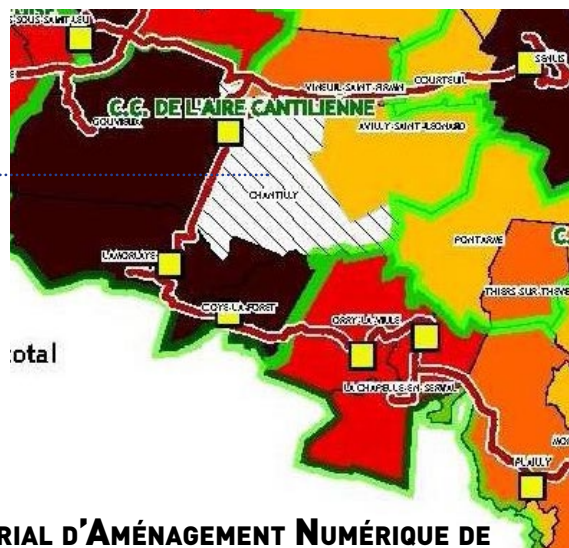 -SOUS-SAINT-LEU
SENLIS
COURTEUIL
VINEUIL-SAINT-FIRMIN
C.C. DE L'AIRE CANTILIENNE
GOUVIEUX
AVILLY-SAINT-LEONARD
CHANTILLY
PONTARME
C
LAMORLAYE
THIERS-SUR-THEVE
COYE-LA-FORET
ORRY-LA-VILLE
otal
LA CHAPELLE-EN-SERVAL
MO
PLAILLY
RIAL D'AMÉNAGEMENT NUMÉRIQUE DE